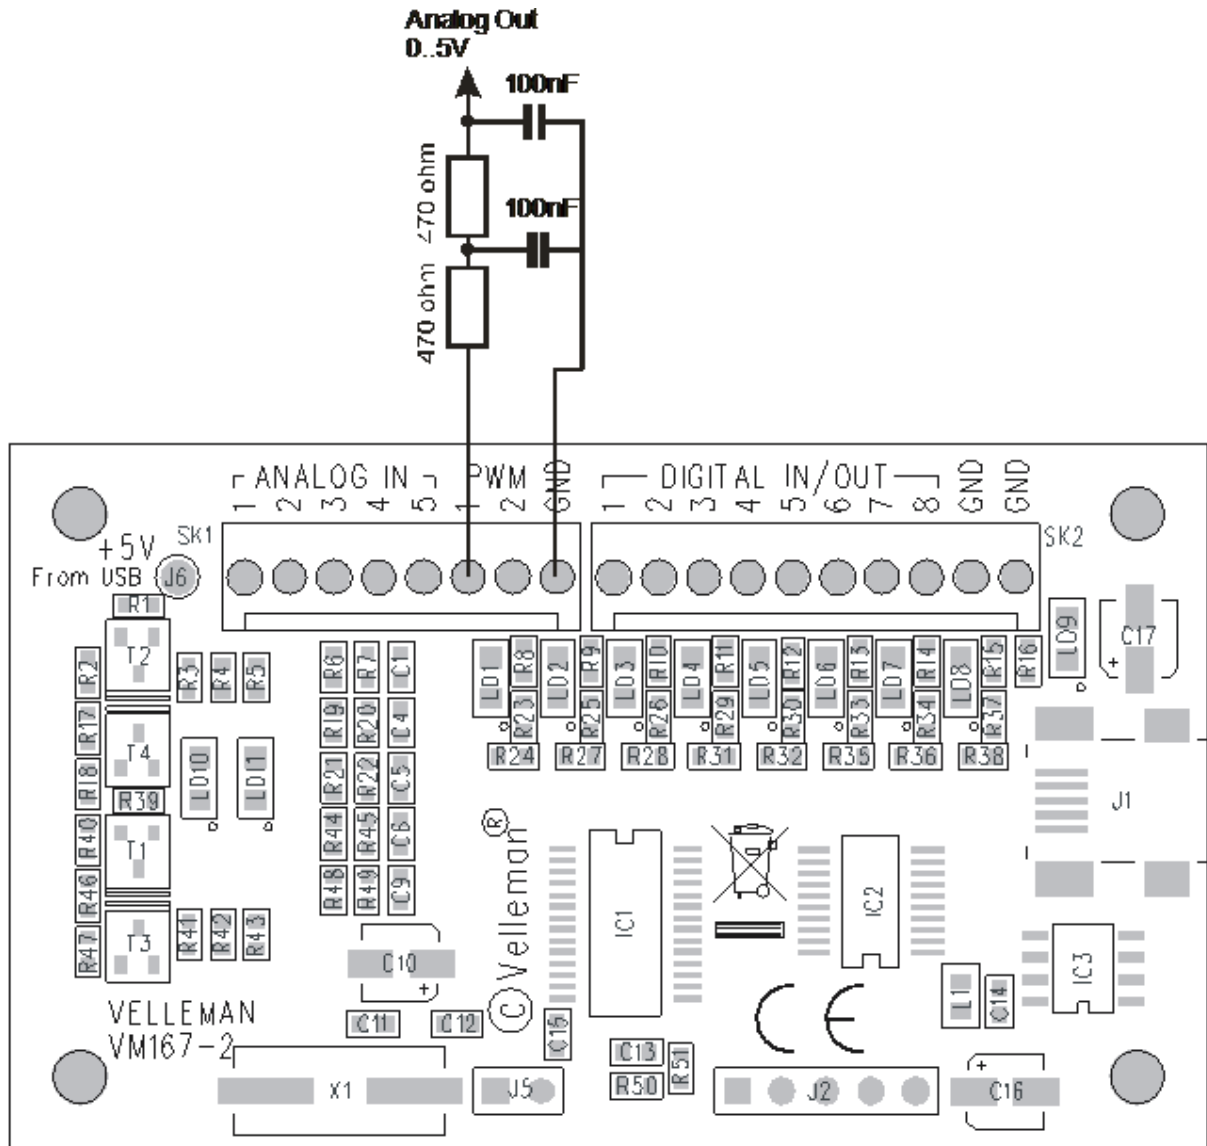 Analog Out
0..5V
100nF
470 ohm
100nF
470 ohm
ANALOG IN PWM GND DIGITAL IN/OUT GND GND
1 2 3 4 5 1 2 1 2 3 4 5 6 7 8
SK1 SK2
+5V
From USB J6
R1
T2
R2 R3 R4 R5 R6 R7 C1 LD1 R8 LD2 R9 LD3 R10 LD4 R11 LD5 R12 LD6 R13 LD7 R14 LD8 R15 R16 LD9 C17
R17 T4 R19 R20 C4 R23 R25 R26 R29 R30 R33 R34 R37
R18 LD10 LD11 R21 R22 C5 R24 R27 R28 R31 R32 R35 R36 R38
R39 J1
R40 T1 R44 R45 C6
R46 R48 R49 C9
R47 T3 R41 R42 R43 C10
© Velleman ®
IC1 IC2 IC3
VELLEMAN
VM167-2
C11 C12 C15 L1 C14
CE
C13
R50 R51
X1 J5 J2 C16